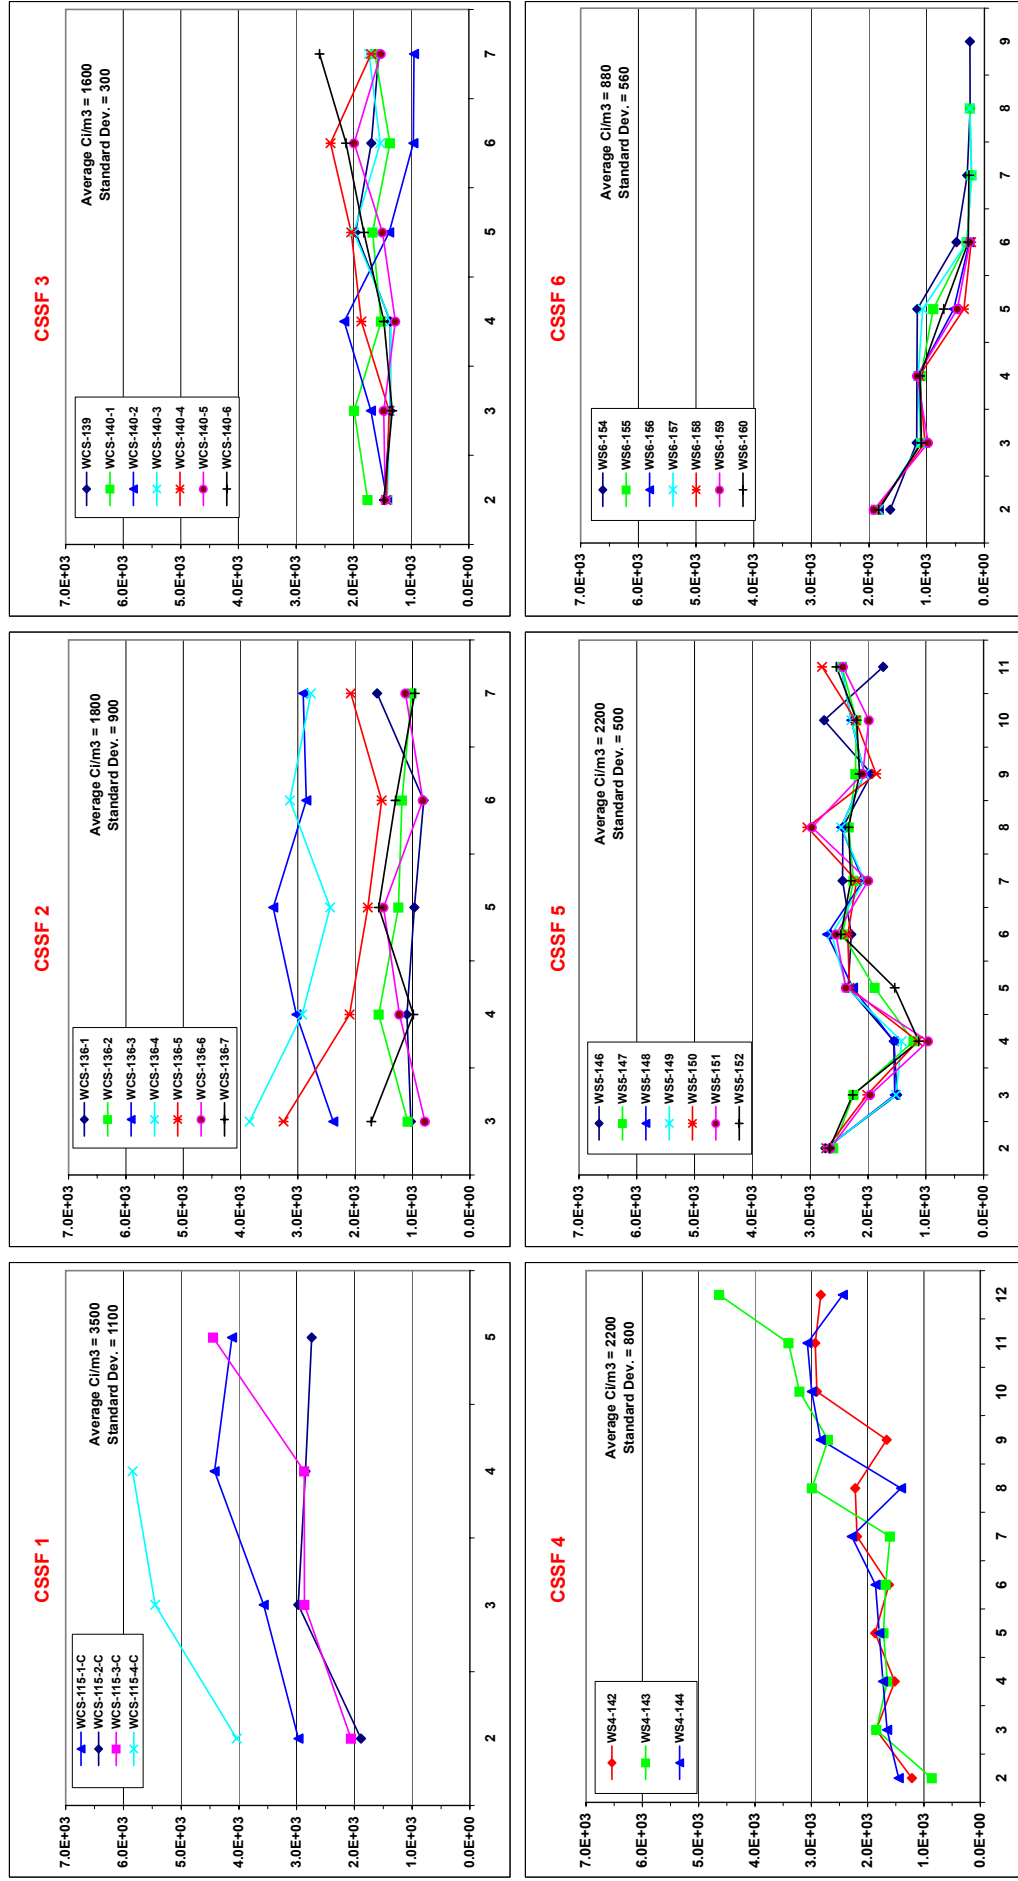 CSSF 1
7.0E+03
6.0E+03
5.0E+03
4.0E+03
3.0E+03
2.0E+03
1.0E+03
0.0E+00
WCS-115-1-C
WCS-115-2-C
WCS-115-3-C
WCS-115-4-C
Average Ci/m3 = 3500
Standard Dev. = 1100
2 3 4 5
CSSF 2
7.0E+03
6.0E+03
5.0E+03
4.0E+03
3.0E+03
2.0E+03
1.0E+03
0.0E+00
WCS-136-1
WCS-136-2
WCS-136-3
WCS-136-4
WCS-136-5
WCS-136-6
WCS-136-7
Average Ci/m3 = 1800
Standard Dev. = 900
3 4 5 6 7
CSSF 3
7.0E+03
6.0E+03
5.0E+03
4.0E+03
3.0E+03
2.0E+03
1.0E+03
0.0E+00
WCS-139
WCS-140-1
WCS-140-2
WCS-140-3
WCS-140-4
WCS-140-5
WCS-140-6
Average Ci/m3 = 1600
Standard Dev. = 300
2 3 4 5 6 7
CSSF 4
7.0E+03
6.0E+03
5.0E+03
4.0E+03
3.0E+03
2.0E+03
1.0E+03
0.0E+00
WS4-142
WS4-143
WS4-144
Average Ci/m3 = 2200
Standard Dev. = 800
2 3 4 5 6 7 8 9 10 11 12
CSSF 5
7.0E+03
6.0E+03
5.0E+03
4.0E+03
3.0E+03
2.0E+03
1.0E+03
0.0E+00
WS5-146
WS5-147
WS5-148
WS5-149
WS5-150
WS5-151
WS5-152
Average Ci/m3 = 2200
Standard Dev. = 500
2 3 4 5 6 7 8 9 10 11
CSSF 6
7.0E+03
6.0E+03
5.0E+03
4.0E+03
3.0E+03
2.0E+03
1.0E+03
0.0E+00
WS6-154
WS6-155
WS6-156
WS6-157
WS6-158
WS6-159
WS6-160
Average Ci/m3 = 880
Standard Dev. = 560
2 3 4 5 6 7 8 9